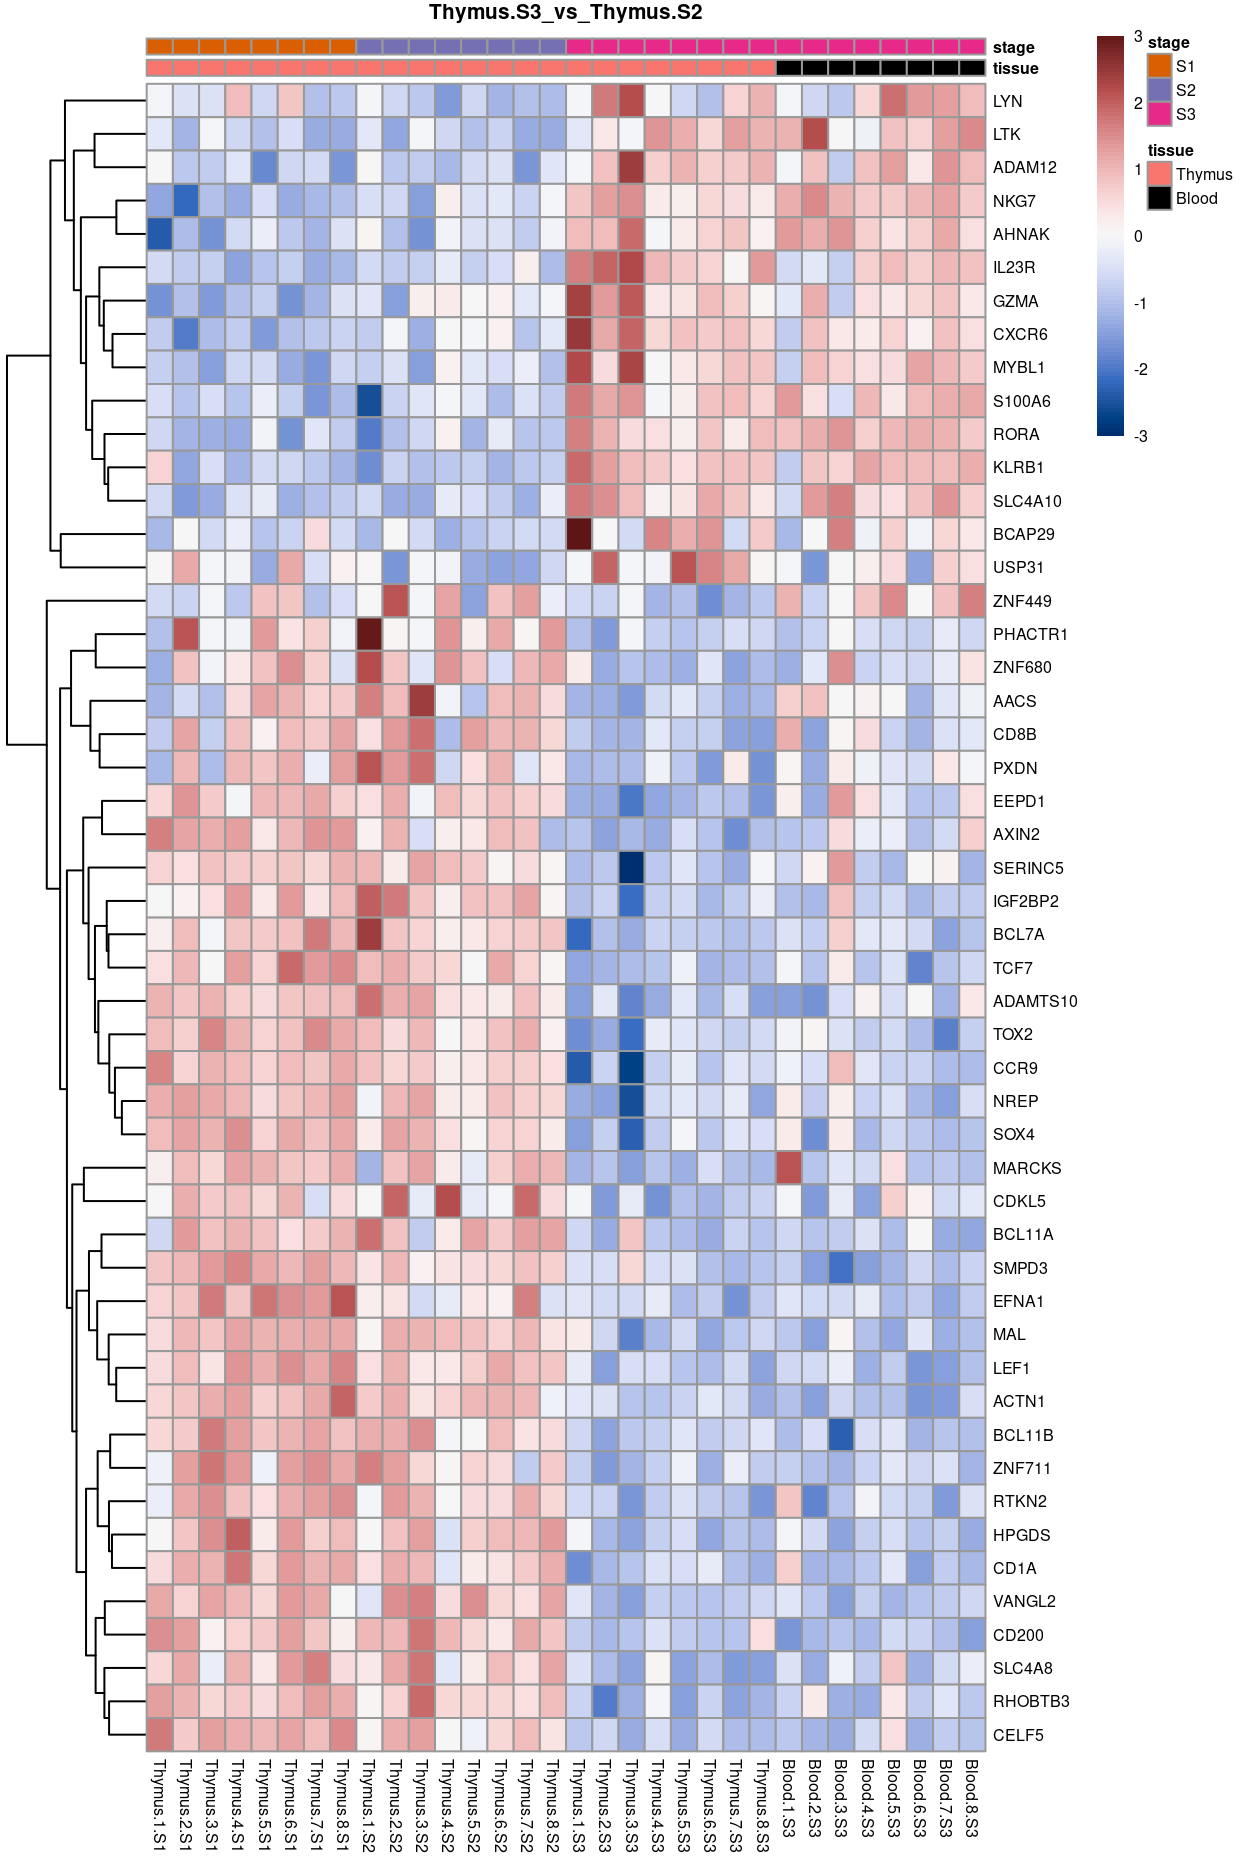 Thymus.S3_vs_Thymus.S2
stage
tissue
LYN
LTK
ADAM12
NKG7
AHNAK
IL23R
GZMA
CXCR6
MYBL1
S100A6
RORA
KLRB1
SLC4A10
BCAP29
USP31
ZNF449
PHACTR1
ZNF680
AACS
CD8B
PXDN
EEPD1
AXIN2
SERINC5
IGF2BP2
BCL7A
TCF7
ADAMTS10
TOX2
CCR9
NREP
SOX4
MARCKS
CDKL5
BCL11A
SMPD3
EFNA1
MAL
LEF1
ACTN1
BCL11B
ZNF711
RTKN2
HPGDS
CD1A
VANGL2
CD200
SLC4A8
RHOBTB3
CELF5
Thymus.1.S1
Thymus.2.S1
Thymus.3.S1
Thymus.4.S1
Thymus.5.S1
Thymus.6.S1
Thymus.7.S1
Thymus.8.S1
Thymus.1.S2
Thymus.2.S2
Thymus.3.S2
Thymus.4.S2
Thymus.5.S2
Thymus.6.S2
Thymus.7.S2
Thymus.8.S2
Thymus.1.S3
Thymus.2.S3
Thymus.3.S3
Thymus.4.S3
Thymus.5.S3
Thymus.6.S3
Thymus.7.S3
Thymus.8.S3
Blood.1.S3
Blood.2.S3
Blood.3.S3
Blood.4.S3
Blood.5.S3
Blood.6.S3
Blood.7.S3
Blood.8.S3
3
2
1
0
-1
-2
-3
stage
S1
S2
S3
tissue
Thymus
Blood